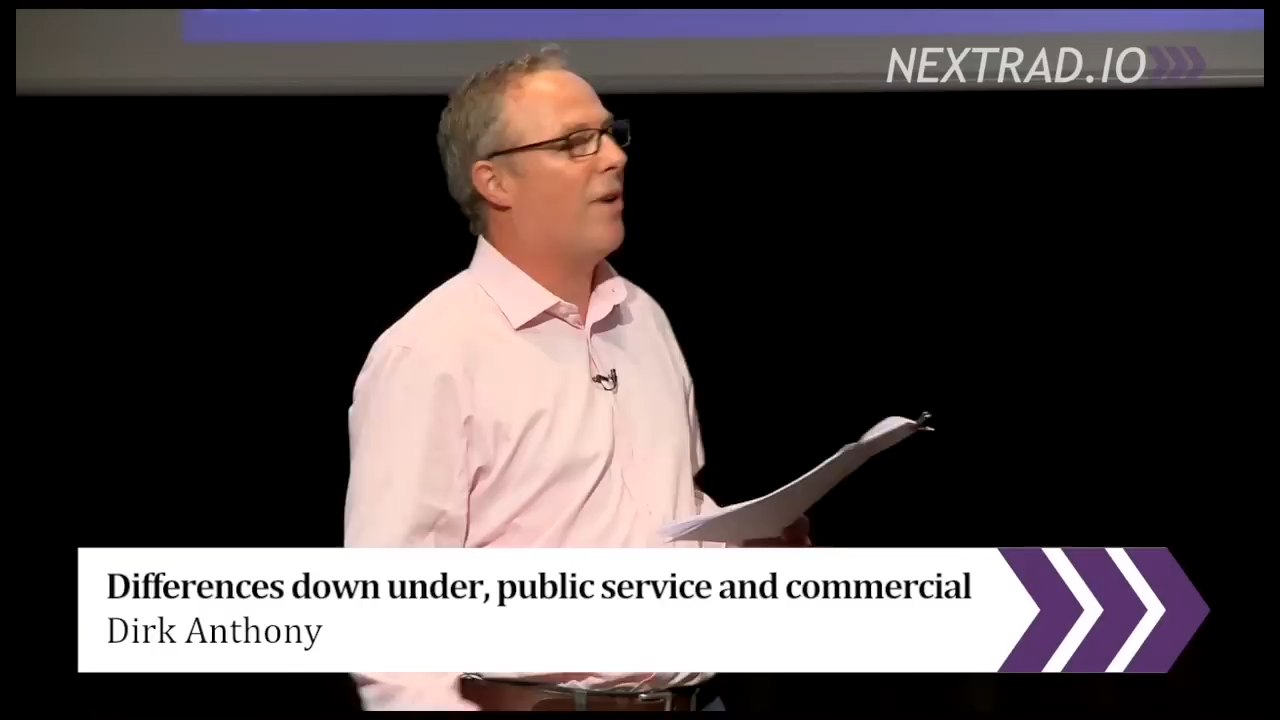 NEXTRAD.IO
Differences down under, public service and commercial
Dirk Anthony